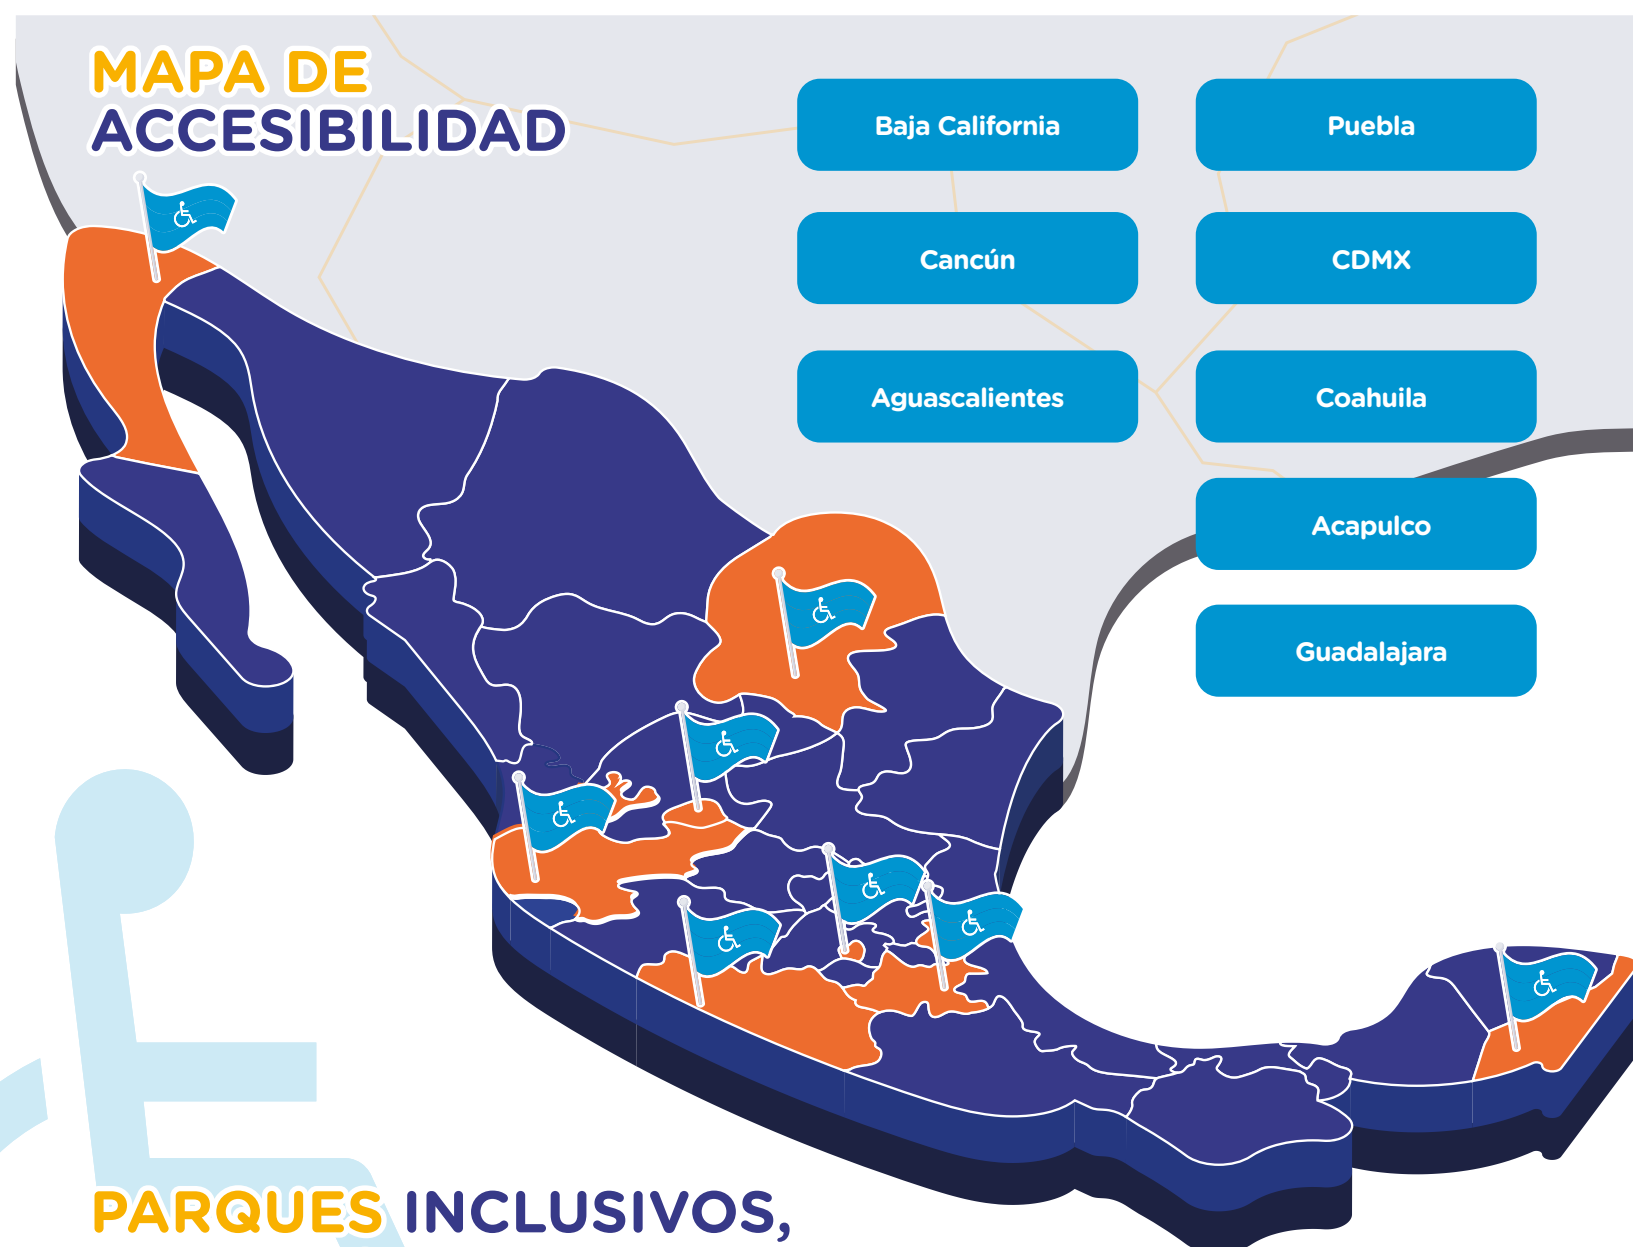 MAPA DE
ACCESIBILIDAD
Baja California
Puebla
Cancún
CDMX
Aguascalientes
Coahuila
Acapulco
Guadalajara
PARQUES INCLUSIVOS,